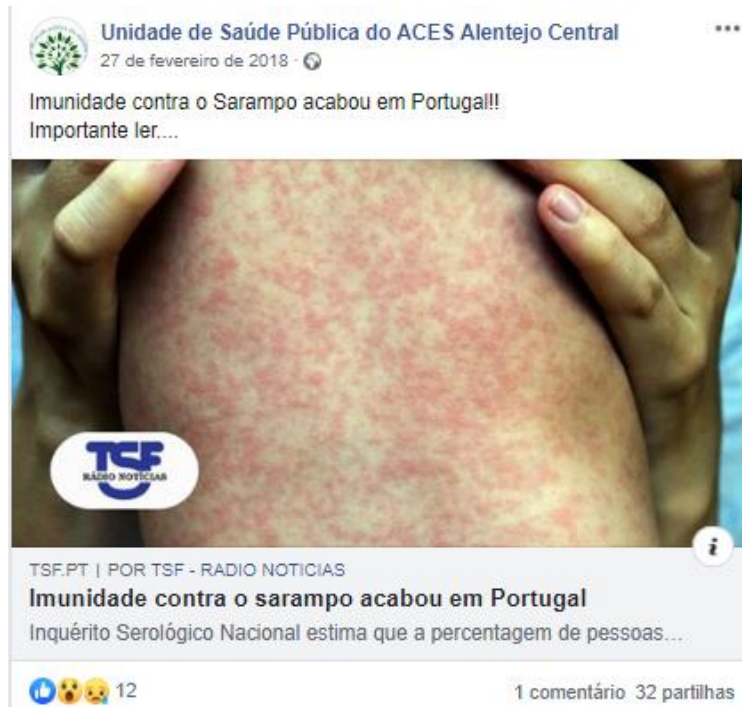 Unidade de Saúde Pública do ACES Alentejo Central
27 de fevereiro de 2018 ·
Imunidade contra o Sarampo acabou em Portugal!!
Importante ler....
TSF
RÁDIO NOTÍCIAS
TSF.PT | POR TSF - RADIO NOTICIAS
Imunidade contra o sarampo acabou em Portugal
Inquérito Serológico Nacional estima que a percentagem de pessoas...
12
1 comentário 32 partilhas